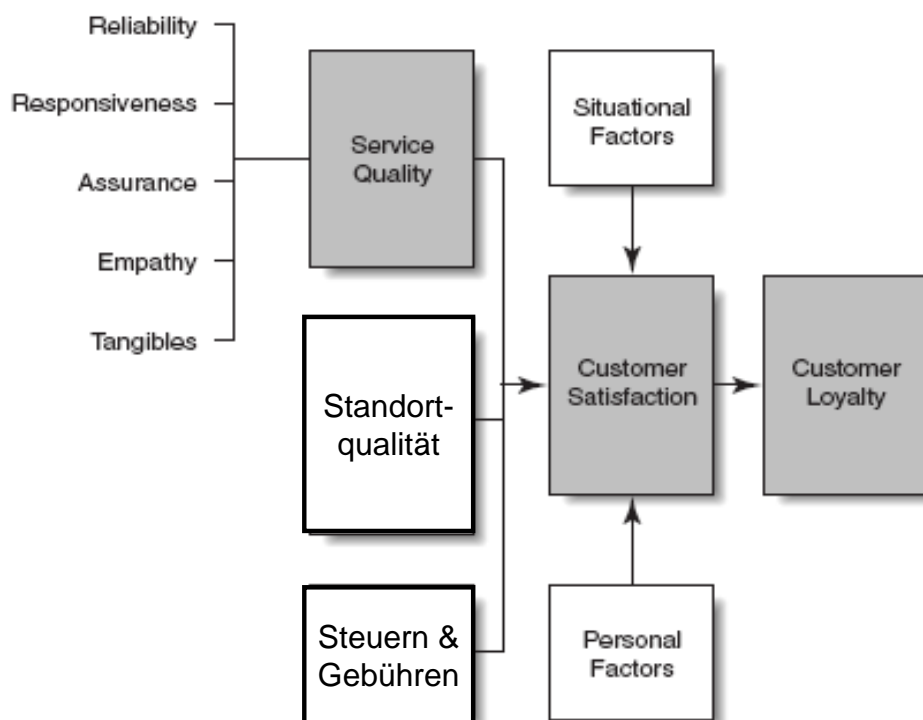 Reliability
Responsiveness
Assurance
Empathy
Tangibles
Service
Quality
Standort-
qualität
Steuern &
Gebühren
Situational
Factors
Customer
Satisfaction
Personal
Factors
Customer
Loyalty